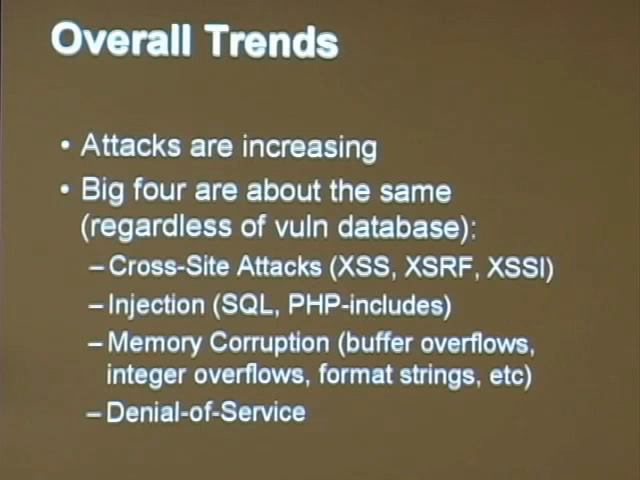 Overall Trends
• Attacks are increasing
• Big four are about the same
(regardless of vuln database):
– Cross-Site Attacks (XSS, XSRF, XSSI)
– Injection (SQL, PHP-includes)
– Memory Corruption (buffer overflows,
integer overflows, format strings, etc)
– Denial-of-Service